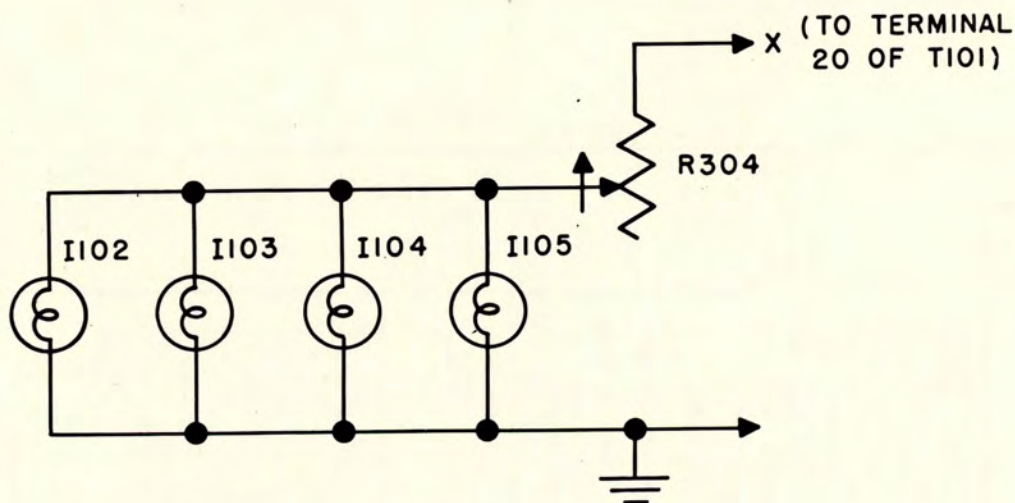 X (TO TERMINAL
20 OF T101)
R304
I102
I103
I104
I105